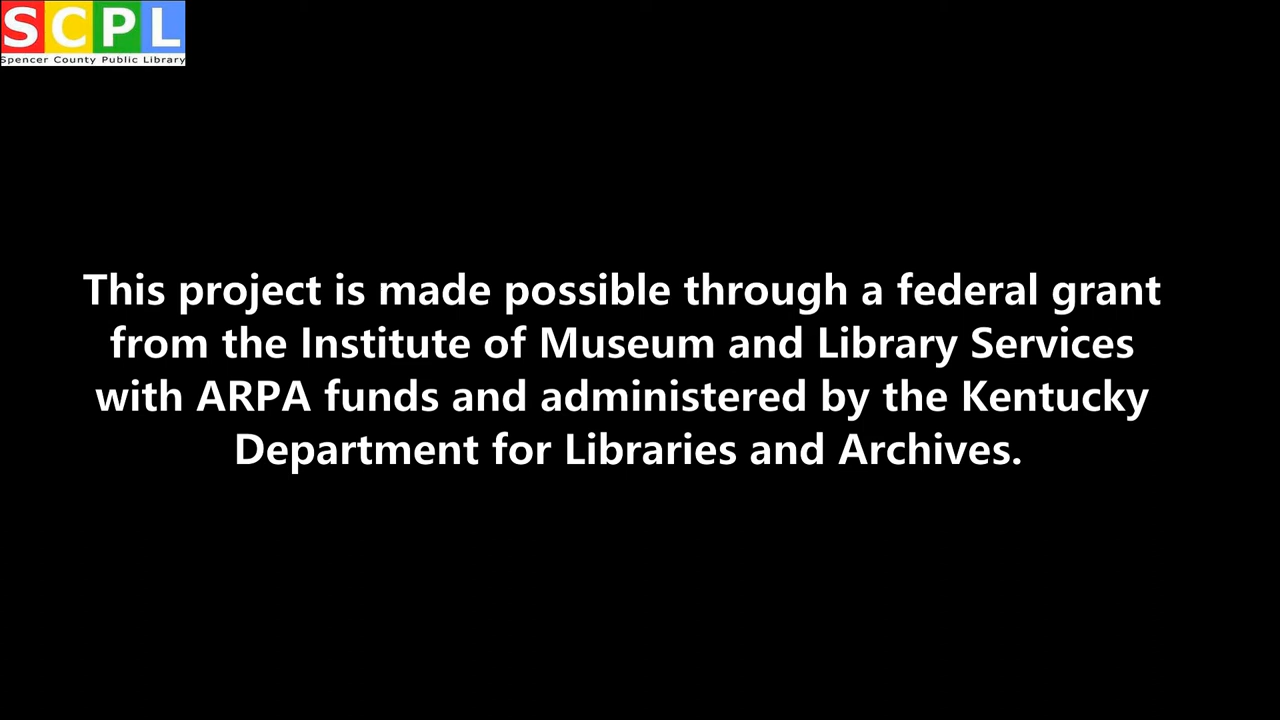 SCPL
Spencer County Public Library
This project is made possible through a federal grant
from the Institute of Museum and Library Services
with ARPA funds and administered by the Kentucky
Department for Libraries and Archives.